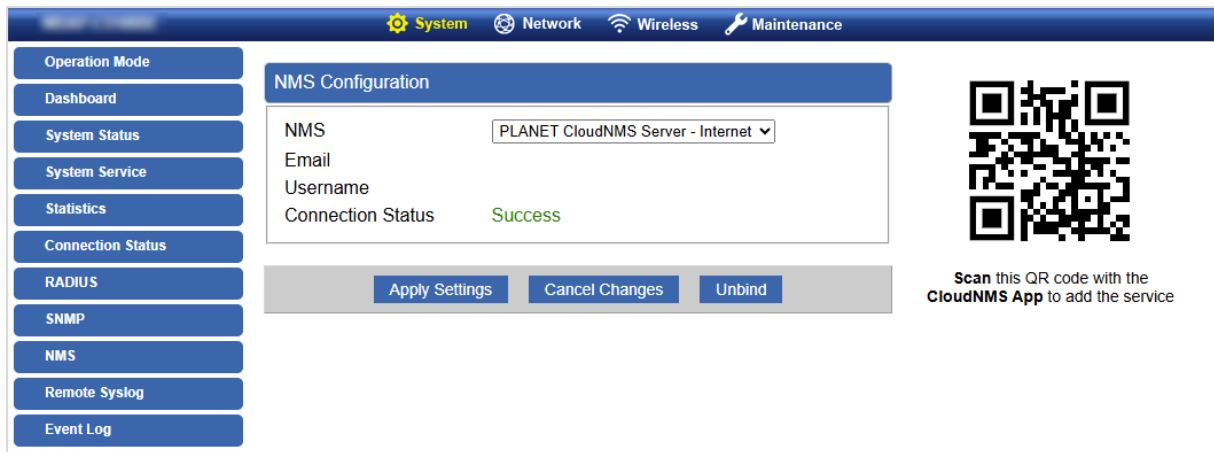 System Network Wireless Maintenance
Operation Mode
Dashboard
System Status
System Service
Statistics
Connection Status
RADIUS
SNMP
NMS
Remote Syslog
Event Log
NMS Configuration
NMS PLANET CloudNMS Server - Internet
Email
Username
Connection Status Success
Apply Settings Cancel Changes Unbind
Scan this QR code with the
CloudNMS App to add the service